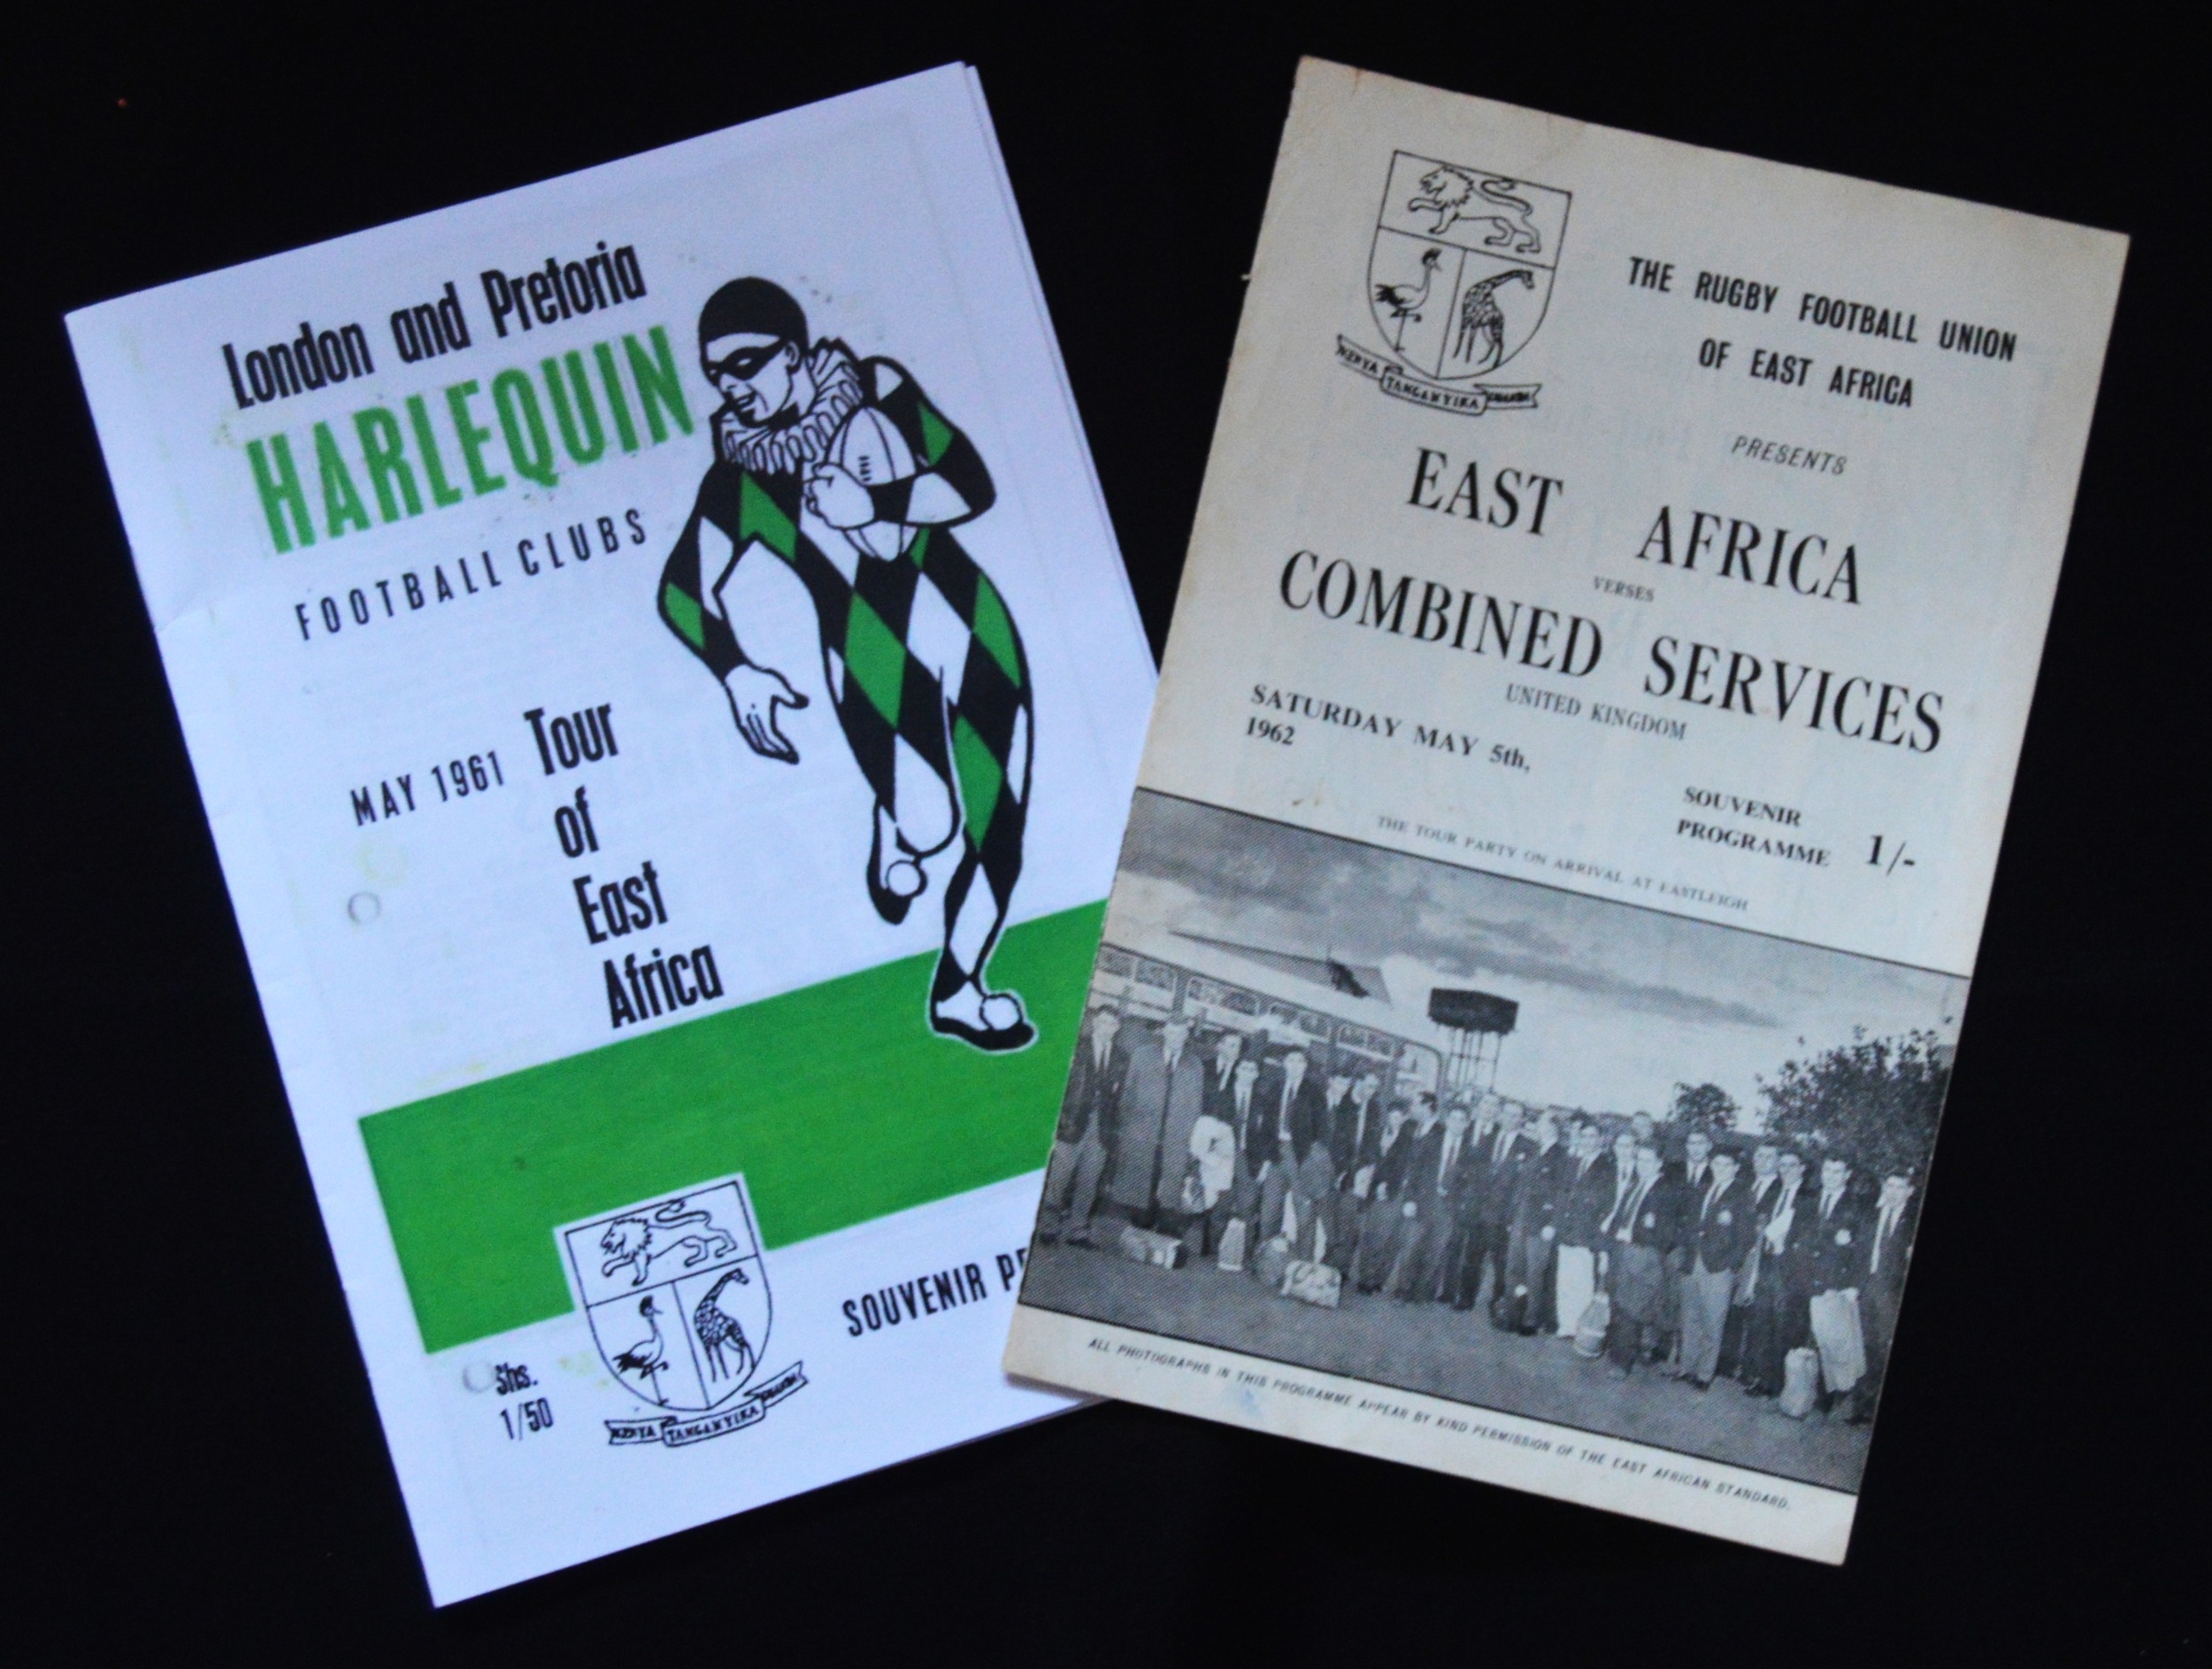 London and Pretoria
HARLEQUIN
FOOTBALL CLUBS
MAY 1961 Tour
of
East
Africa
SOUVENIR
Shs.
1/50
KENYA TANGANYIKA
KENYA TANGANYIKA
THE RUGBY FOOTBALL UNION
OF EAST AFRICA
PRESENTS
EAST AFRICA
VERSES
COMBINED SERVICES
UNITED KINGDOM
SATURDAY MAY 5th,
1962
SOUVENIR
PROGRAMME 1/-
THE TOUR PARTY ON ARRIVAL AT EASTLEIGH
ALL PHOTOGRAPHS IN THIS PROGRAMME APPEAR BY KIND PERMISSION OF THE EAST AFRICAN STANDARD.